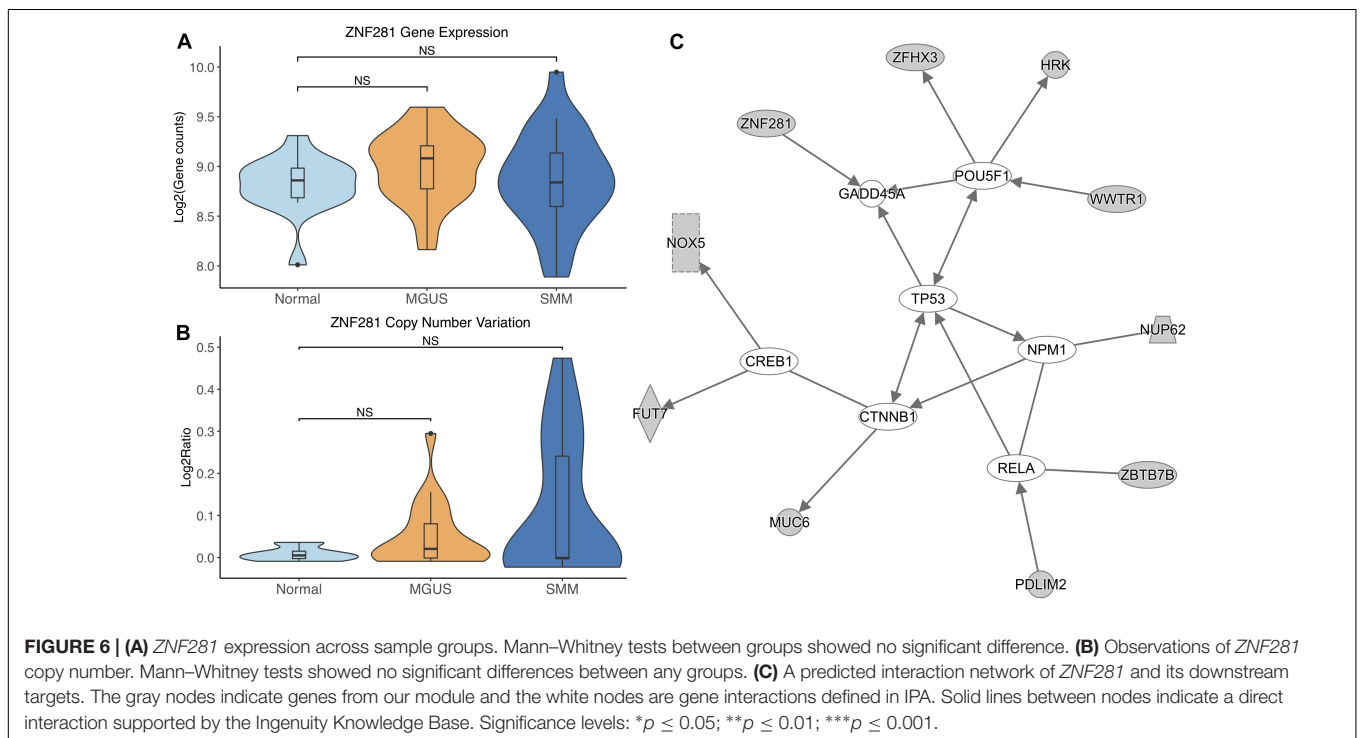 A
ZNF281 Gene Expression
NS
NS
10.0
9.5
9.0
8.5
8.0
Log2(Gene counts)
Normal
MGUS
SMM
B
ZNF281 Copy Number Variation
NS
NS
0.5
0.4
0.3
0.2
0.1
0.0
Log2Ratio
Normal
MGUS
SMM
C
ZFHX3
HRK
ZNF281
POU5F1
GADD45A
WWTR1
NOX5
TP53
NUP62
NPM1
CREB1
FUT7
CTNNB1
RELA
ZBTB7B
MUC6
PDLIM2
FIGURE 6 | (A) ZNF281 expression across sample groups. Mann–Whitney tests between groups showed no significant difference. (B) Observations of ZNF281
copy number. Mann–Whitney tests showed no significant differences between any groups. (C) A predicted interaction network of ZNF281 and its downstream
targets. The gray nodes indicate genes from our module and the white nodes are gene interactions defined in IPA. Solid lines between nodes indicate a direct
interaction supported by the Ingenuity Knowledge Base. Significance levels: *p ≤ 0.05; **p ≤ 0.01; ***p ≤ 0.001.